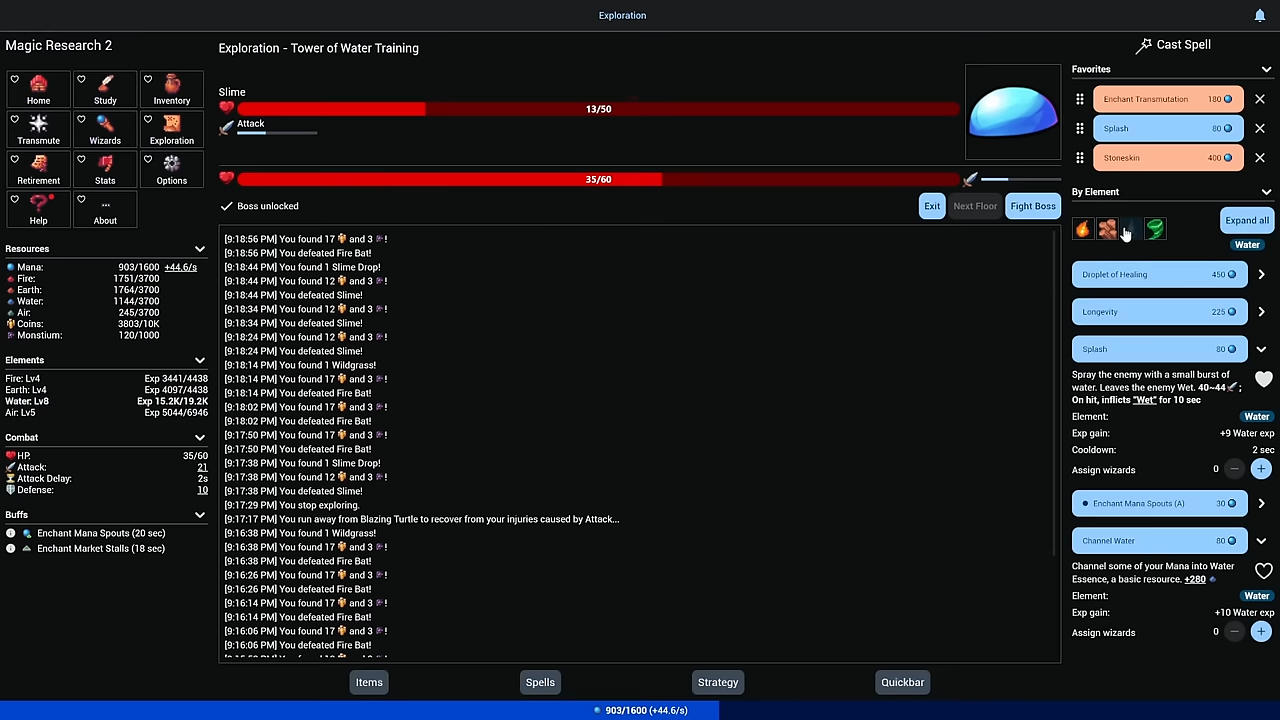 Exploration
Magic Research 2
Home
Study
Inventory
Transmute
Wizards
Exploration
Retirement
Stats
Options
Help
About
Resources
Mana: 903/1600 +44.6/s
Fire: 1751/3700
Earth: 1764/3700
Water: 1144/3700
Air: 245/3700
Coins: 3803/10K
Monstium: 120/1000
Elements
Fire: Lv4 Exp 3441/4438
Earth: Lv4 Exp 4097/4438
Water: Lv8 Exp 15.2K/19.2K
Air: Lv5 Exp 5044/6946
Combat
HP: 35/60
Attack: 21
Attack Delay: 2s
Defense: 10
Buffs
Enchant Mana Spouts (20 sec)
Enchant Market Stalls (18 sec)
Exploration - Tower of Water Training
Slime
13/50
Attack
35/60
Boss unlocked
Exit
Next Floor
Fight Boss
[9:18:56 PM] You found 17 and 3 !
[9:18:56 PM] You defeated Fire Bat!
[9:18:44 PM] You found 1 Slime Drop!
[9:18:44 PM] You found 12 and 3 !
[9:18:44 PM] You defeated Slime!
[9:18:34 PM] You found 12 and 3 !
[9:18:34 PM] You defeated Slime!
[9:18:24 PM] You found 12 and 3 !
[9:18:24 PM] You defeated Slime!
[9:18:14 PM] You found 1 Wildgrass!
[9:18:14 PM] You found 17 and 3 !
[9:18:14 PM] You defeated Fire Bat!
[9:18:02 PM] You found 17 and 3 !
[9:18:02 PM] You defeated Fire Bat!
[9:17:50 PM] You found 17 and 3 !
[9:17:50 PM] You defeated Fire Bat!
[9:17:38 PM] You found 1 Slime Drop!
[9:17:38 PM] You found 12 and 3 !
[9:17:38 PM] You defeated Slime!
[9:17:29 PM] You stop exploring.
[9:17:17 PM] You run away from Blazing Turtle to recover from your injuries caused by Attack...
[9:16:38 PM] You found 1 Wildgrass!
[9:16:38 PM] You found 17 and 3 !
[9:16:38 PM] You defeated Fire Bat!
[9:16:26 PM] You found 17 and 3 !
[9:16:26 PM] You defeated Fire Bat!
[9:16:14 PM] You found 17 and 3 !
[9:16:14 PM] You defeated Fire Bat!
[9:16:06 PM] You found 17 and 3 !
[9:16:06 PM] You defeated Fire Bat!
Items
Spells
Strategy
Quickbar
903/1600 (+44.6/s)
Cast Spell
Favorites
Enchant Transmutation 180
Splash 80
Stoneskin 400
By Element
Expand all
Water
Droplet of Healing 450
Longevity 225
Splash 80
Spray the enemy with a small burst of
water. Leaves the enemy Wet. 40~44 ;
On hit, inflicts "Wet" for 10 sec
Element: Water
Exp gain: +9 Water exp
Cooldown: 2 sec
Assign wizards 0 − +
Enchant Mana Spouts (A) 30
Channel Water 80
Channel some of your Mana into Water
Essence, a basic resource. +280
Element: Water
Exp gain: +10 Water exp
Assign wizards 0 − +